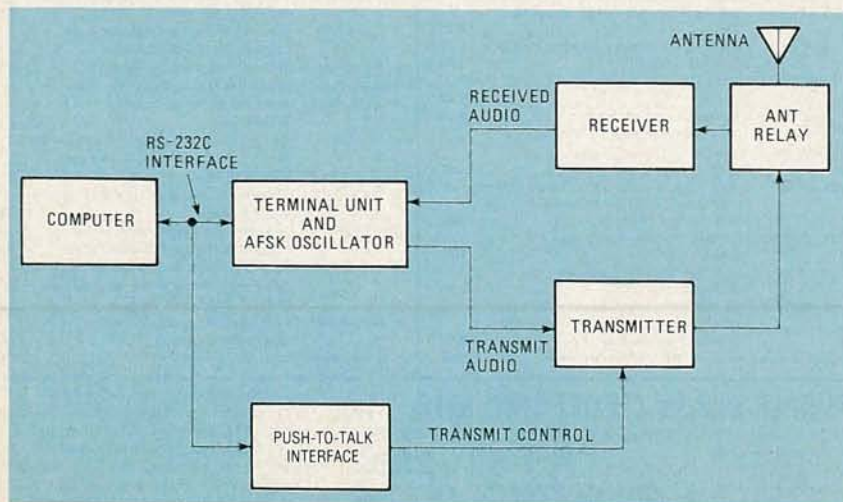 ANTENNA
RECEIVED
AUDIO
RECEIVER
ANT
RELAY
RS-232C
INTERFACE
COMPUTER
TERMINAL UNIT
AND
AFSK OSCILLATOR
TRANSMITTER
TRANSMIT
AUDIO
PUSH-TO-TALK
INTERFACE
TRANSMIT CONTROL